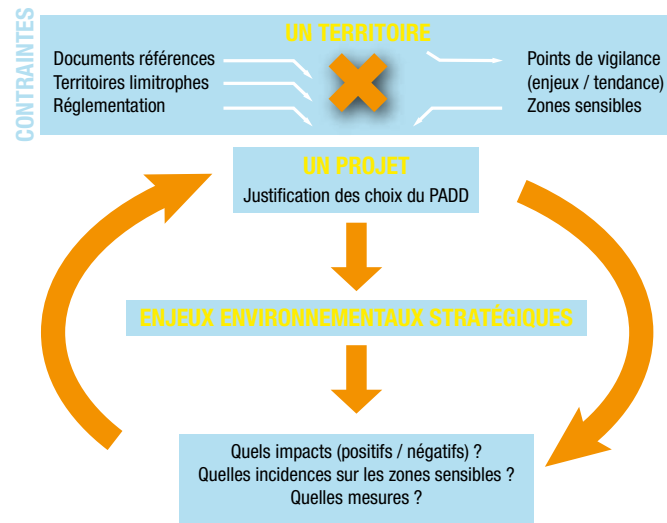 CONTRAINTES
UN TERRITOIRE
Documents références
Territoires limitrophes
Réglementation
Points de vigilance
(enjeux / tendance)
Zones sensibles
UN PROJET
Justification des choix du PADD
ENJEUX ENVIRONNEMENTAUX STRATÉGIQUES
Quels impacts (positifs / négatifs) ?
Quelles incidences sur les zones sensibles ?
Quelles mesures ?